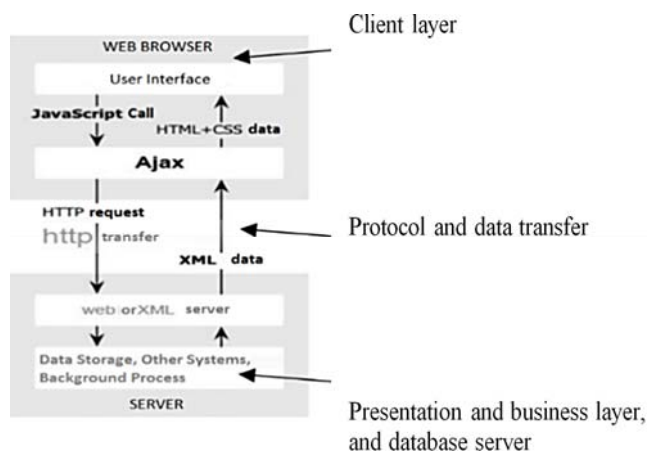 Client layer
WEB BROWSER
User Interface
JavaScript Call
HTML+CSS data
Ajax
HTTP request
http transfer
Protocol and data transfer
XML data
web orXML server
Data Storage, Other Systems,
Background Process
SERVER
Presentation and business layer,
and database server